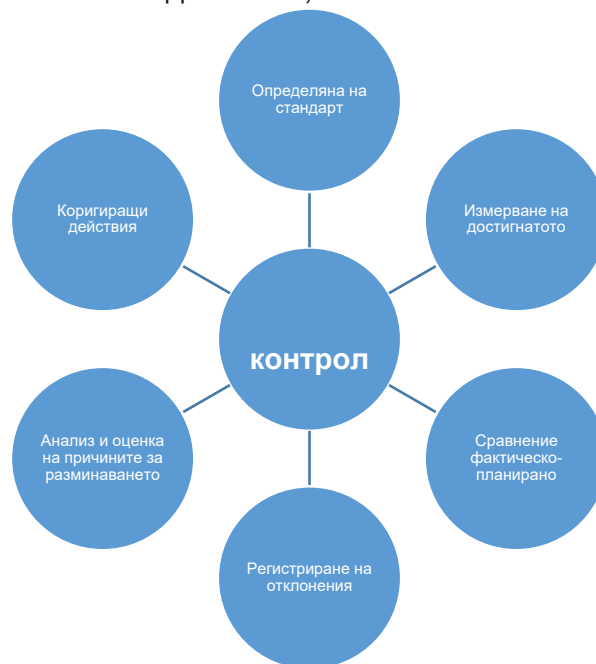 Определяна на
стандарт
Измерване на
достигнатото
Сравнение
фактическо-
планирано
Регистриране на
отклонения
Анализ и оценка
на причините за
разминаването
Коригиращи
действия
контрол